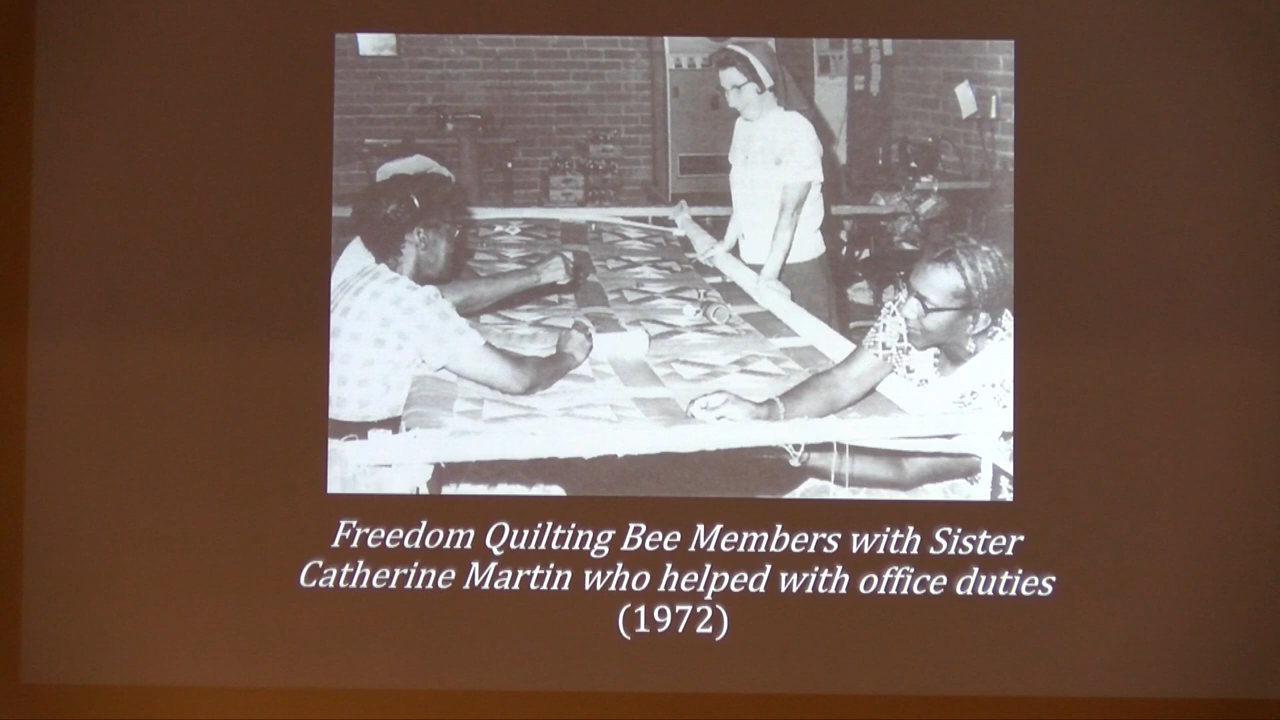 Freedom Quilting Bee Members with Sister
Catherine Martin who helped with office duties
(1972)